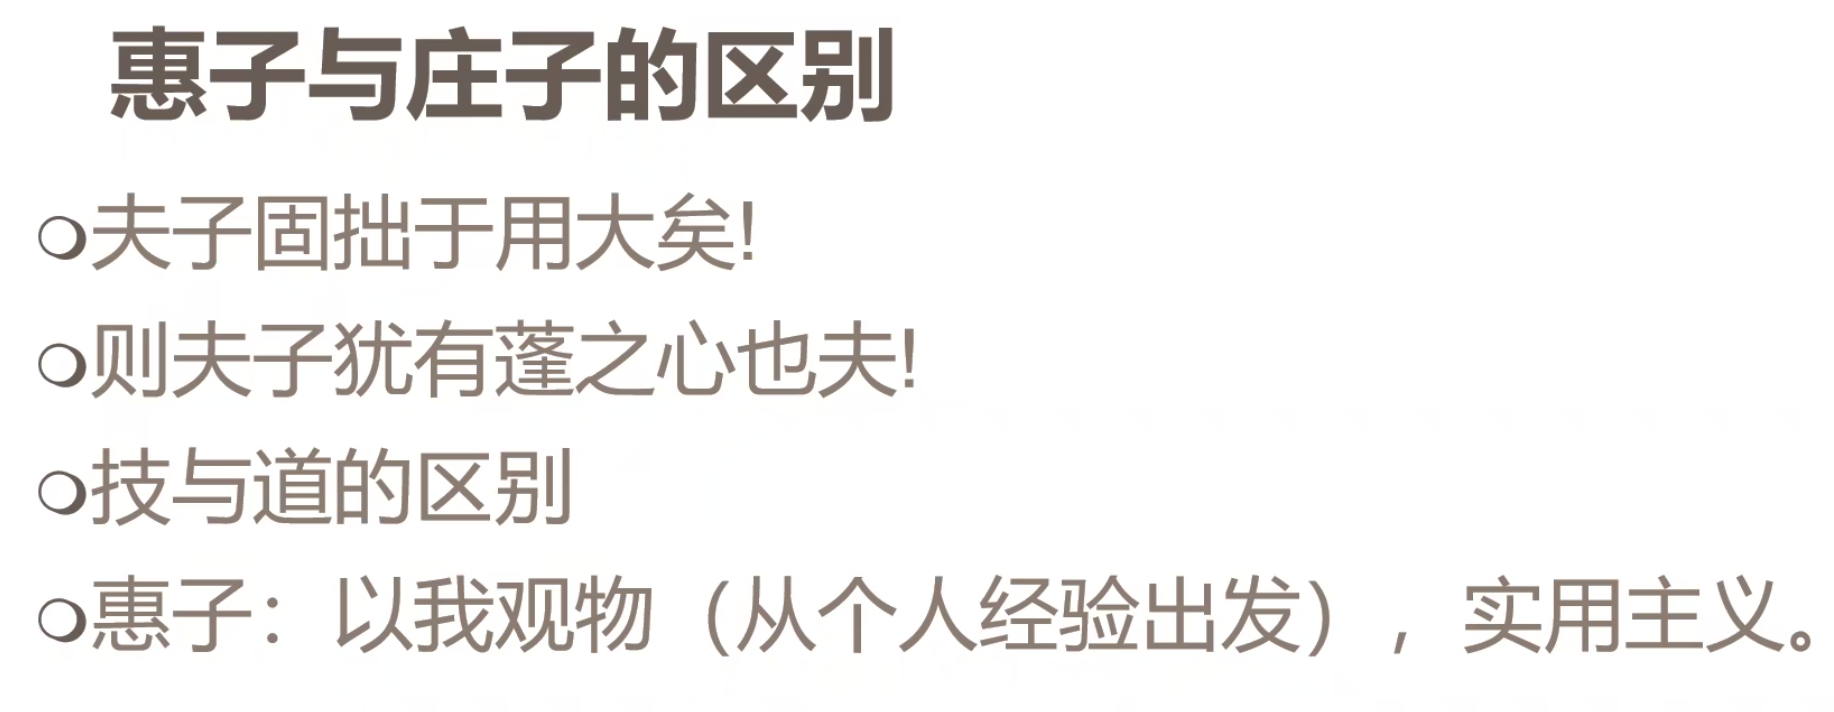 惠子与庄子的区别
❍夫子固拙于用大矣!
❍则夫子犹有蓬之心也夫!
❍技与道的区别
❍惠子：以我观物（从个人经验出发），实用主义。